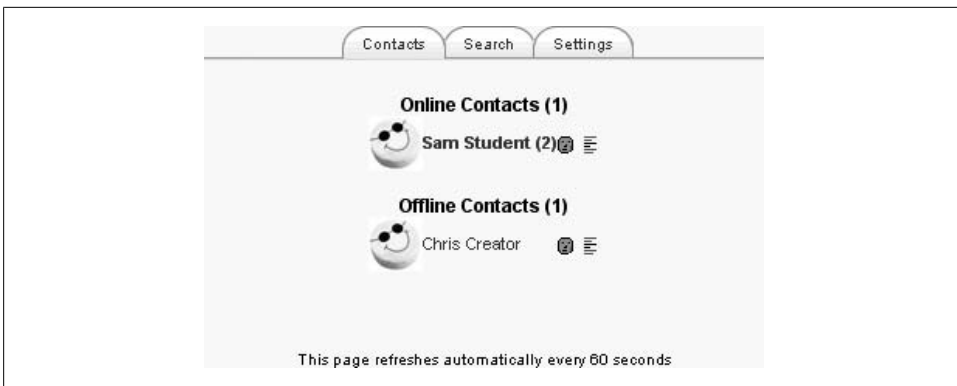 Contacts Search Settings
Online Contacts (1)
Sam Student (2)
Offline Contacts (1)
Chris Creator
This page refreshes automatically every 60 seconds